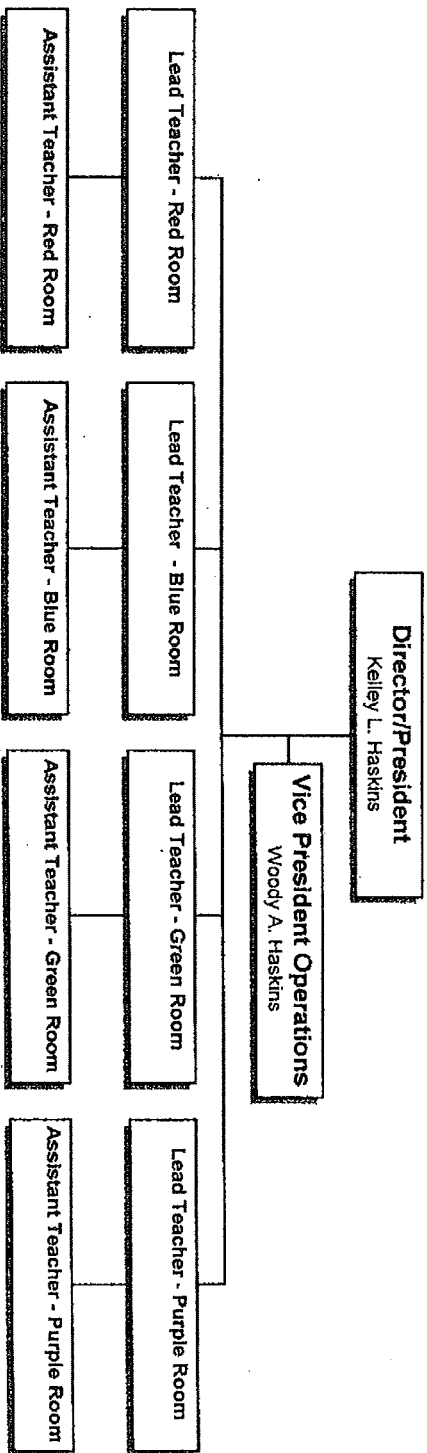 Director/President
Kelley L. Haskins
Vice President Operations
Woody A. Haskins
Lead Teacher - Red Room
Lead Teacher - Blue Room
Lead Teacher - Green Room
Lead Teacher - Purple Room
Assistant Teacher - Red Room
Assistant Teacher - Blue Room
Assistant Teacher - Green Room
Assistant Teacher - Purple Room